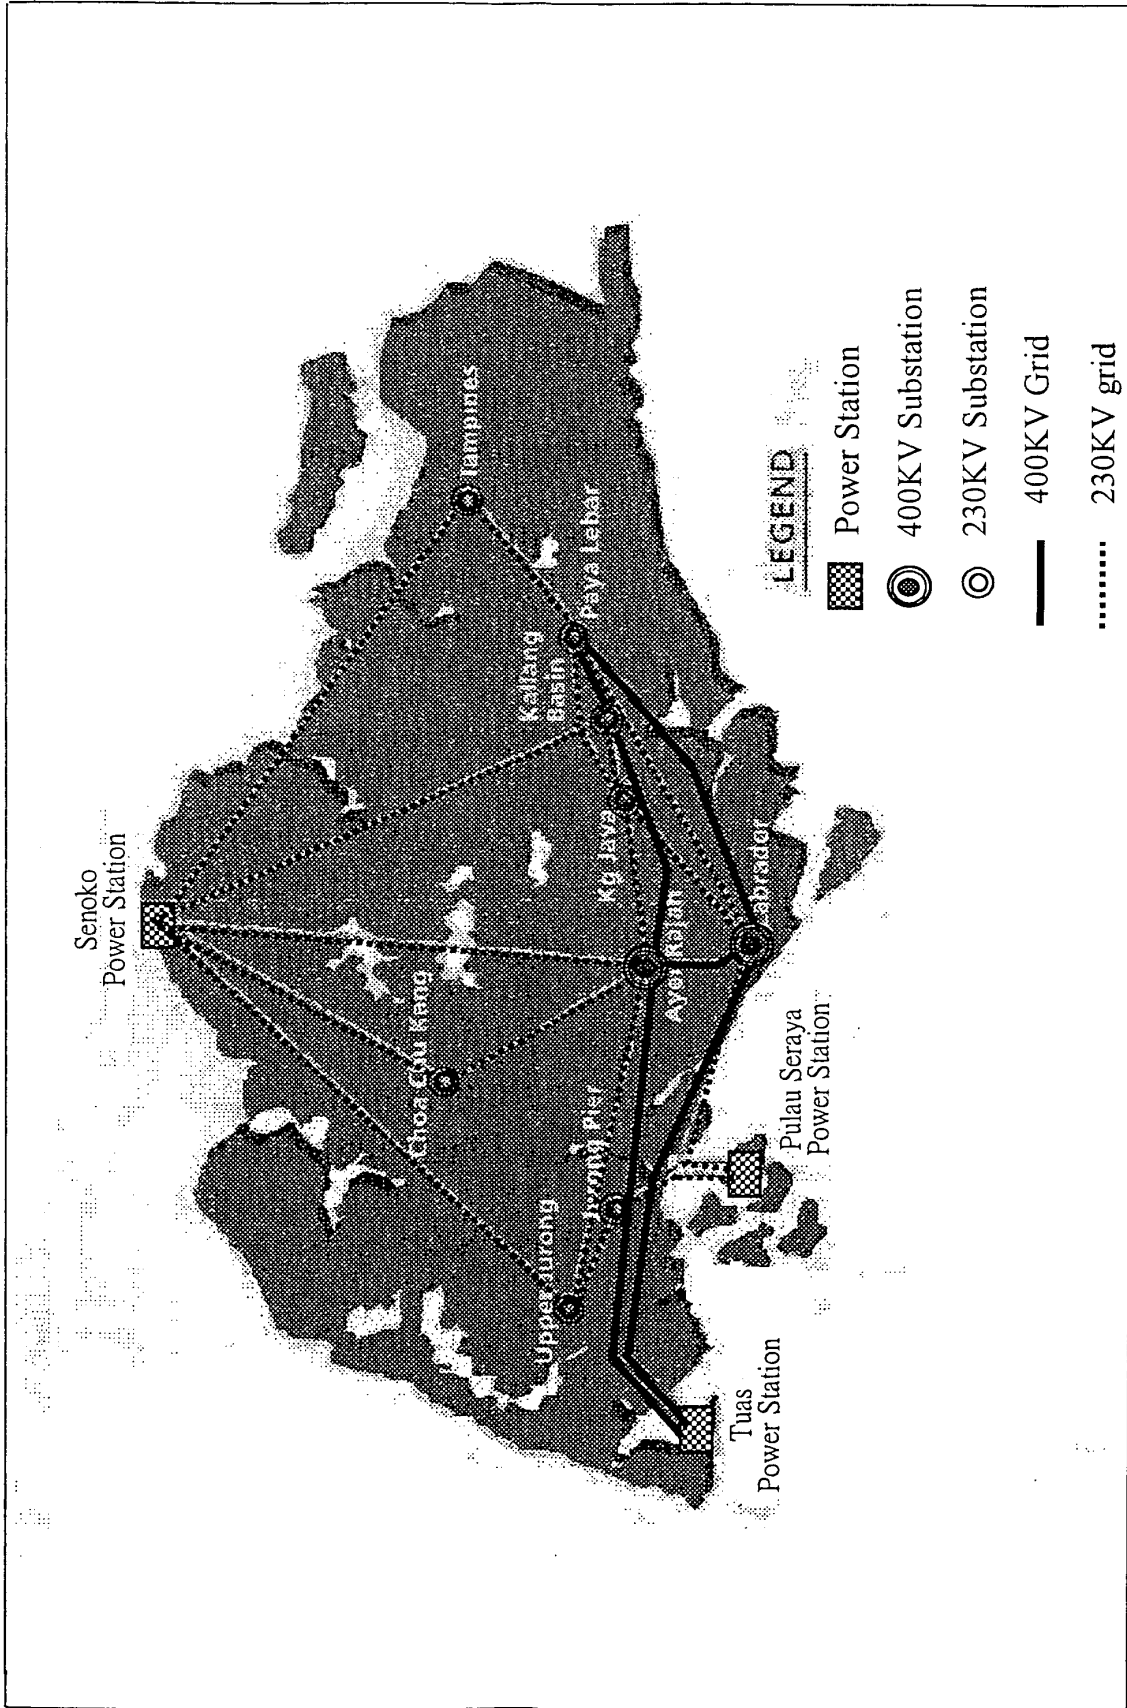 Senoko
Power Station
Tampines
Choa Chu Kang
Kallang
Basin
Paya Lebar
Upper Jurong
Jurong Pier
Kg Java
Ayer Rajah
Labrador
Tuas
Power Station
Pulau Seraya
Power Station
LEGEND
Power Station
400KV Substation
230KV Substation
400KV Grid
230KV grid